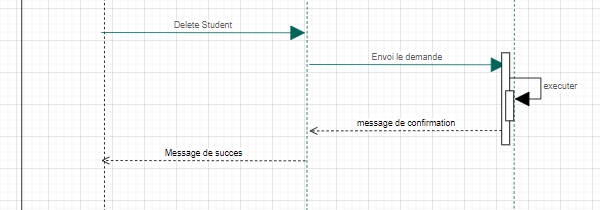 Delete Student
Envoi le demande
executer
message de confirmation
Message de succes